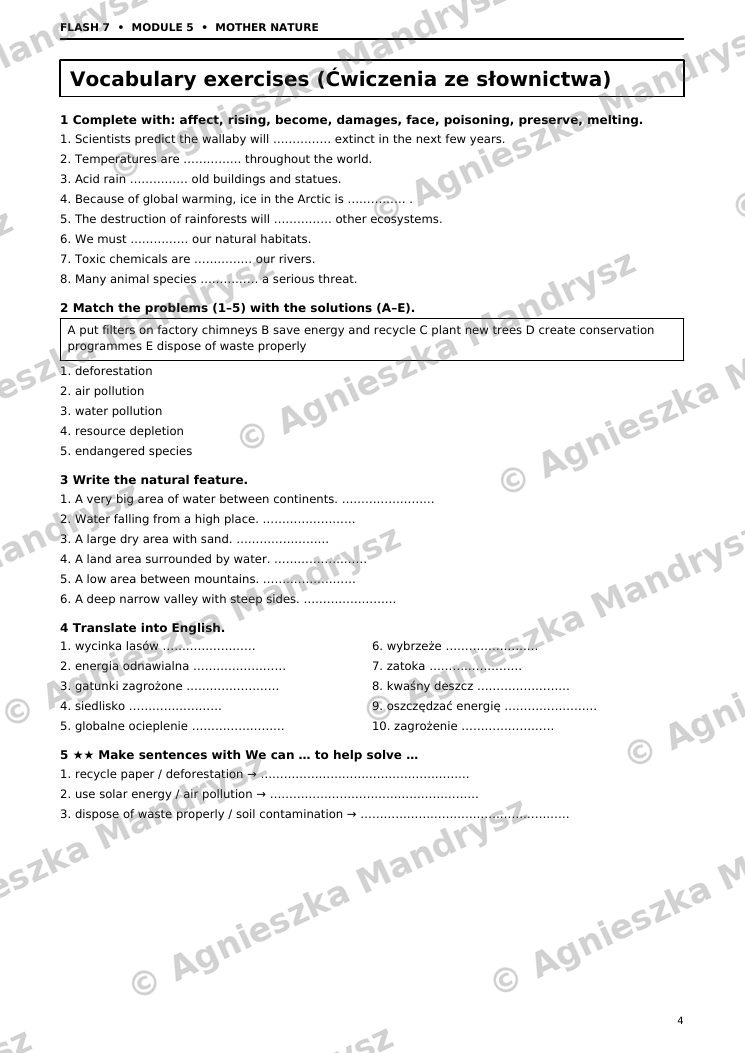 FLASH 7 • MODULE 5 • MOTHER NATURE
Vocabulary exercises (Ćwiczenia ze słownictwa)
1 Complete with: affect, rising, become, damages, face, poisoning, preserve, melting.
1. Scientists predict the wallaby will …………… extinct in the next few years.
2. Temperatures are …………… throughout the world.
3. Acid rain …………… old buildings and statues.
4. Because of global warming, ice in the Arctic is …………… .
5. The destruction of rainforests will …………… other ecosystems.
6. We must …………… our natural habitats.
7. Toxic chemicals are …………… our rivers.
8. Many animal species …………… a serious threat.
2 Match the problems (1–5) with the solutions (A–E).
A put filters on factory chimneys B save energy and recycle C plant new trees D create conservation
programmes E dispose of waste properly
1. deforestation
2. air pollution
3. water pollution
4. resource depletion
5. endangered species
3 Write the natural feature.
1. A very big area of water between continents. ……………………
2. Water falling from a high place. ……………………
3. A large dry area with sand. ……………………
4. A land area surrounded by water. ……………………
5. A low area between mountains. ……………………
6. A deep narrow valley with steep sides. ……………………
4 Translate into English.
1. wycinka lasów ……………………
2. energia odnawialna ……………………
3. gatunki zagrożone ……………………
4. siedlisko ……………………
5. globalne ocieplenie ……………………
6. wybrzeże ……………………
7. zatoka ……………………
8. kwaśny deszcz ……………………
9. oszczędzać energię ……………………
10. zagrożenie ……………………
5 ★★ Make sentences with We can … to help solve …
1. recycle paper / deforestation → ………………………………………………
2. use solar energy / air pollution → ………………………………………………
3. dispose of waste properly / soil contamination → ………………………………………………
4
© Agnieszka Mandrysz